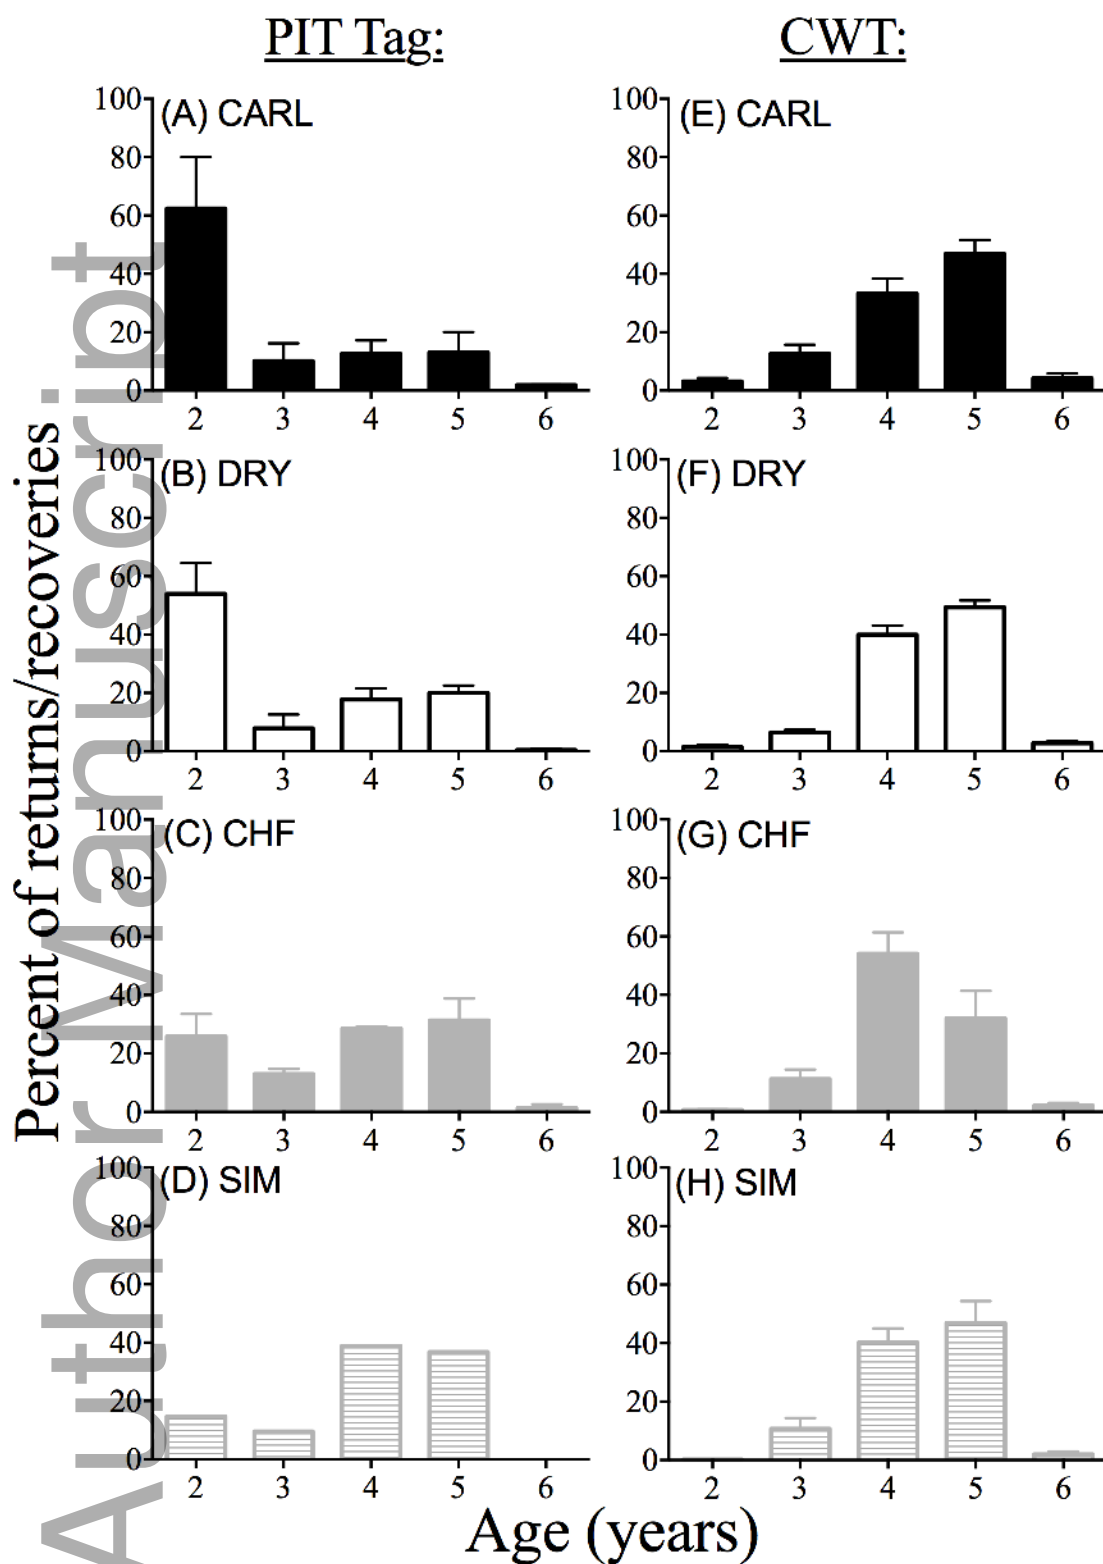 PIT Tag:
CWT:
Percent of returns/recoveries
Author Manuscript
(A) CARL
100
80
60
40
20
0
2 3 4 5 6
(E) CARL
100
80
60
40
20
0
2 3 4 5 6
(B) DRY
100
80
60
40
20
0
2 3 4 5 6
(F) DRY
100
80
60
40
20
0
2 3 4 5 6
(C) CHF
100
80
60
40
20
0
2 3 4 5 6
(G) CHF
100
80
60
40
20
0
2 3 4 5 6
(D) SIM
100
80
60
40
20
0
2 3 4 5 6
(H) SIM
100
80
60
40
20
0
2 3 4 5 6
Age (years)